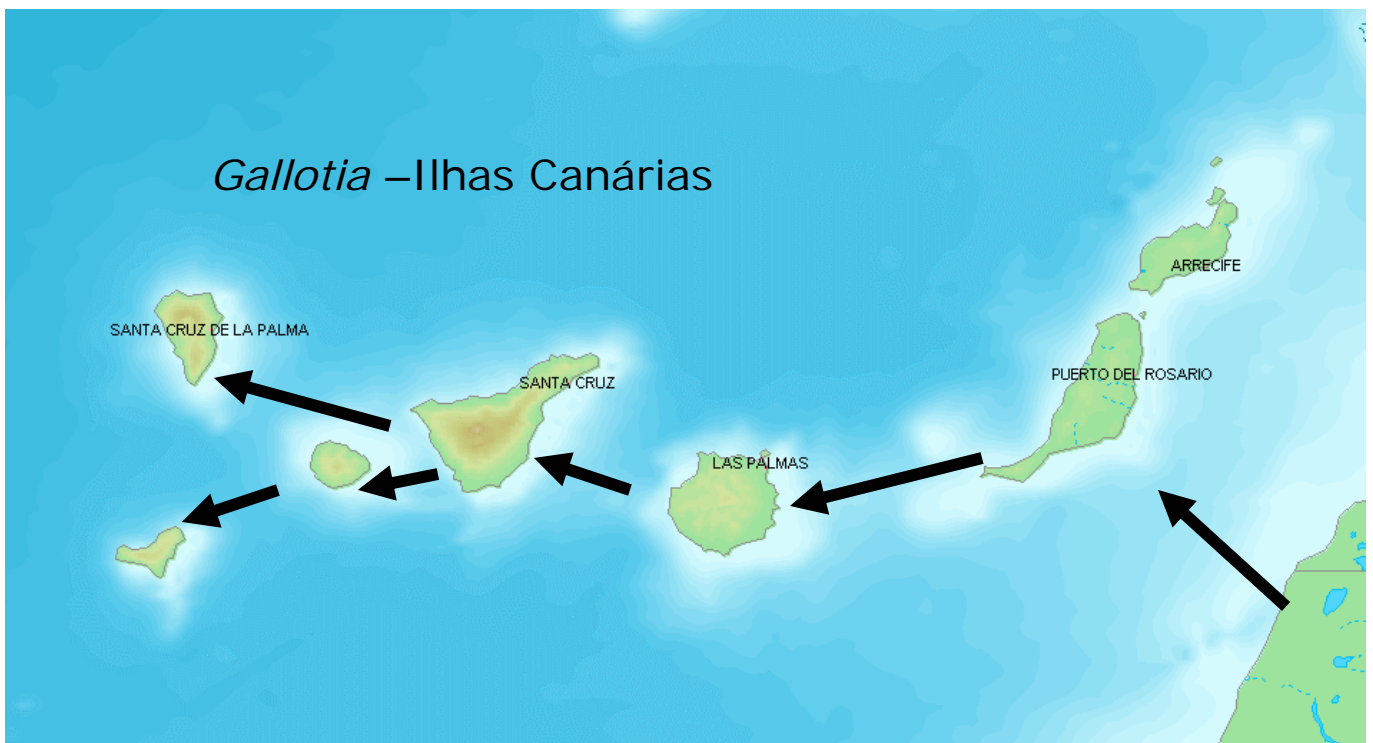 Gallotia –Ilhas Canárias
ARRECIFE
SANTA CRUZ DE LA PALMA
PUERTO DEL ROSARIO
SANTA CRUZ
LAS PALMAS